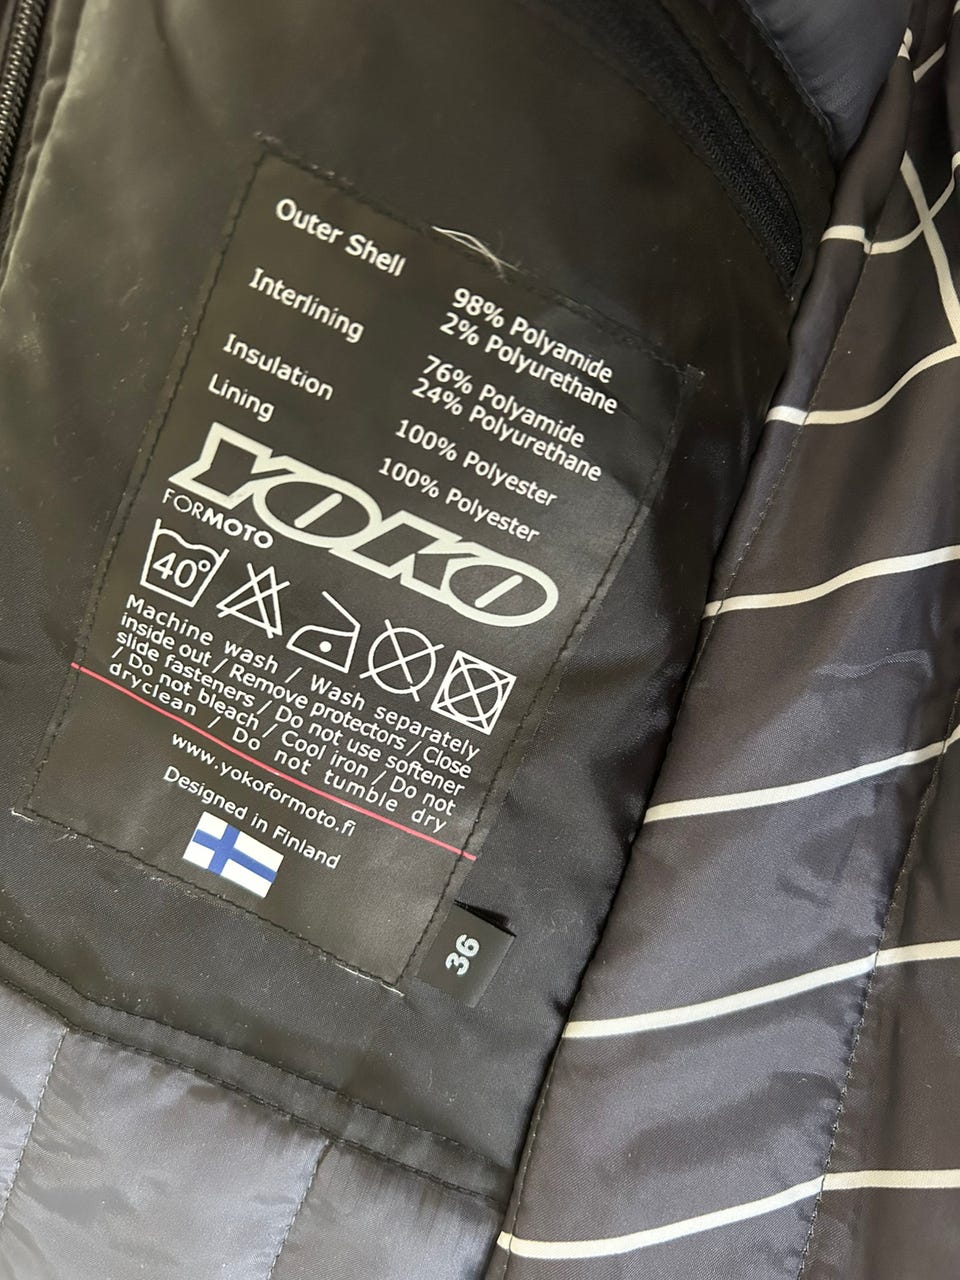 Outer Shell
98% Polyamide
2% Polyurethane
Interlining
76% Polyamide
24% Polyurethane
Insulation
100% Polyester
Lining
100% Polyester
YOKO
FORMOTO
40°
Machine wash / Wash separately
inside out / Remove protectors / Close
slide fasteners / Do not use softener
/ Do not bleach / Cool iron / Do not
dryclean / Do not tumble dry
www.yokoformoto.fi
Designed in Finland
36